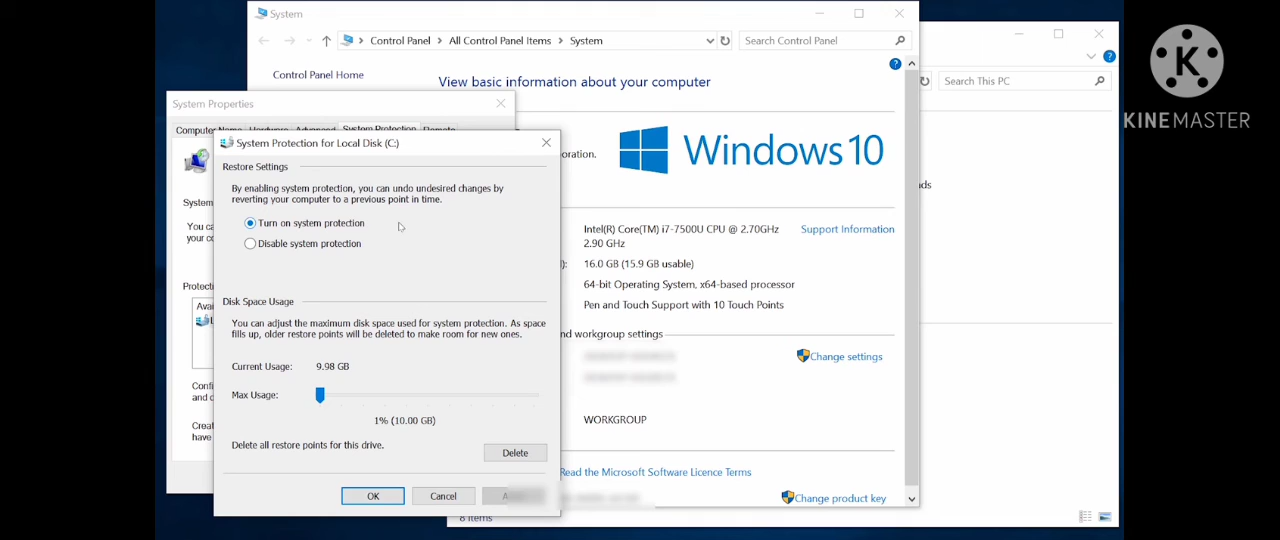 System
Control Panel
All Control Panel Items
System
Search Control Panel
Search This PC
K
KINEMASTER
Control Panel Home
View basic information about your computer
System Properties
Computer Name
Hardware
Advanced
System Protection
Remote
System Protection for Local Disk (C:)
Restore Settings
By enabling system protection, you can undo undesired changes by
reverting your computer to a previous point in time.
Turn on system protection
Disable system protection
Disk Space Usage
You can adjust the maximum disk space used for system protection. As space
fills up, older restore points will be deleted to make room for new ones.
Current Usage: 9.98 GB
Max Usage:
1% (10.00 GB)
Delete all restore points for this drive.
Delete
OK
Cancel
Windows 10
Intel(R) Core(TM) i7-7500U CPU @ 2.70GHz
2.90 GHz
Support Information
16.0 GB (15.9 GB usable)
64-bit Operating System, x64-based processor
Pen and Touch Support with 10 Touch Points
and workgroup settings
Change settings
WORKGROUP
Read the Microsoft Software Licence Terms
Change product key
8 items